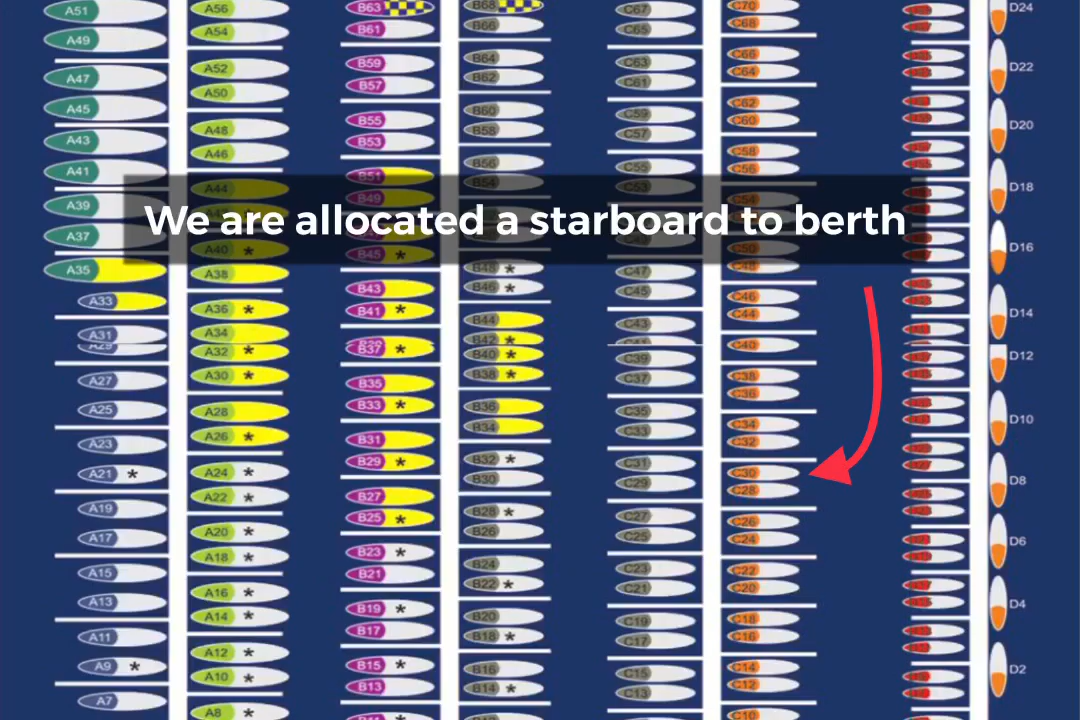 A51
A49
A47
A45
A43
A41
A39
A37
A35
A33
A31
A29
A27
A25
A23
A21 *
A19
A17
A15
A13
A11
A9 *
A7
A56
A54
A52
A50
A48
A46
A44
A40 *
A38
A36 *
A34
A32 *
A30 *
A28
A26 *
A24 *
A22 *
A20 *
A18 *
A16 *
A14 *
A12 *
A10 *
A8 *
B63
B61
B59
B57
B55
B53
B51
B49
B45 *
B43
B41 *
B37 *
B35
B33 *
B31
B29 *
B27
B25 *
B23 *
B21
B19 *
B17
B15 *
B13
B68
B66
B64
B62
B60
B58
B56
B54
B48 *
B46 *
B44
B42 *
B40 *
B38 *
B36
B34
B32 *
B30
B28 *
B26
B24
B22 *
B20
B18 *
B16
B14 *
We are allocated a starboard to berth
C67
C65
C63
C61
C59
C57
C55
C53
C47
C45
C43
C39
C37
C35
C33
C31
C29
C27
C25
C23
C21
C19
C17
C15
C13
C70
C68
C66
C64
C62
C60
C58
C56
C54
C50
C48
C46
C44
C40
C38
C36
C34
C32
C30
C28
C26
C24
C22
C20
C18
C16
C14
C12
C10
D24
D22
D20
D18
D16
D14
D12
D10
D8
D6
D4
D2